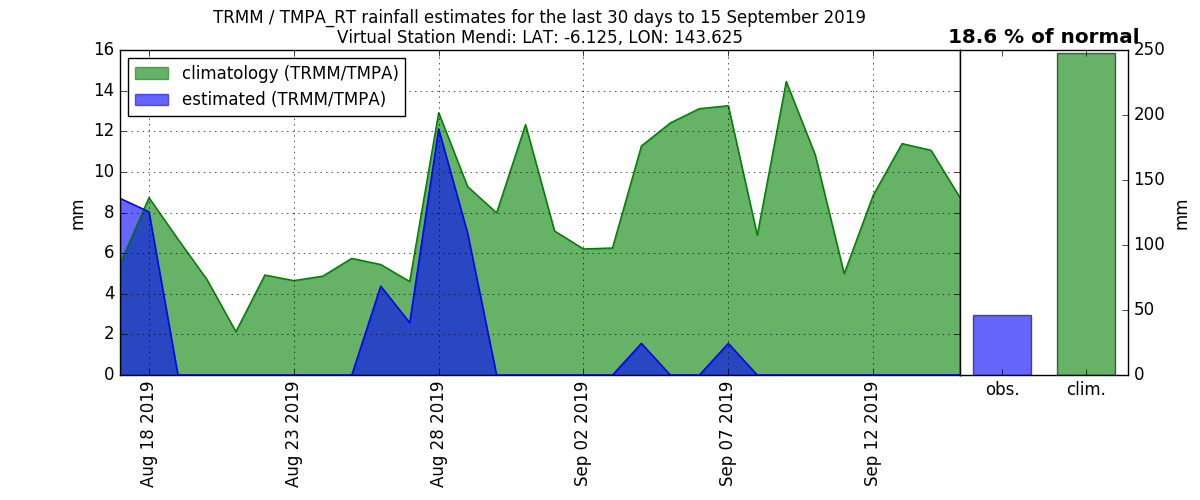 TRMM / TMPA_RT rainfall estimates for the last 30 days to 15 September 2019
Virtual Station Mendi: LAT: -6.125, LON: 143.625
18.6 % of normal
climatology (TRMM/TMPA)
estimated (TRMM/TMPA)
mm
16
14
12
10
8
6
4
2
0
Aug 18 2019
Aug 23 2019
Aug 28 2019
Sep 02 2019
Sep 07 2019
Sep 12 2019
obs.
clim.
250
200
150
100
50
0
mm